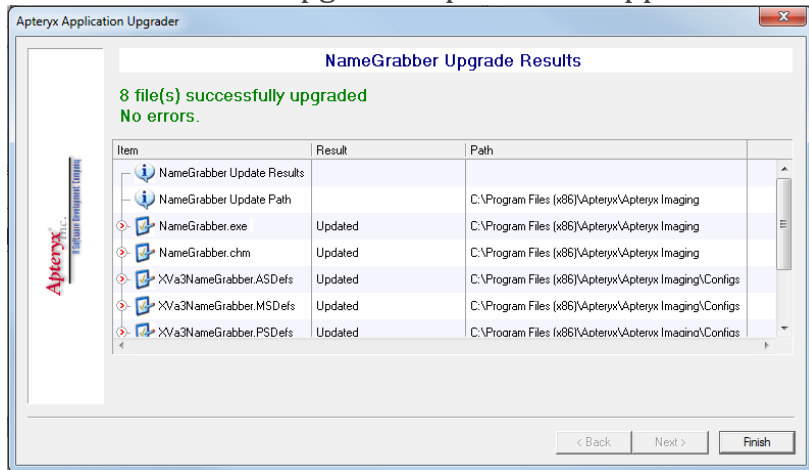 Apteryx Application Upgrader
NameGrabber Upgrade Results
8 file(s) successfully upgraded
No errors.
Item Result Path
NameGrabber Update Results
NameGrabber Update Path C:\Program Files (x86)\Apteryx\Apteryx Imaging
NameGrabber.exe Updated C:\Program Files (x86)\Apteryx\Apteryx Imaging
NameGrabber.chm Updated C:\Program Files (x86)\Apteryx\Apteryx Imaging
XVa3NameGrabber.ASDefs Updated C:\Program Files (x86)\Apteryx\Apteryx Imaging\Configs
XVa3NameGrabber.MSDefs Updated C:\Program Files (x86)\Apteryx\Apteryx Imaging\Configs
XVa3NameGrabber.PSDefs Updated C:\Program Files (x86)\Apteryx\Apteryx Imaging\Configs
Apteryx Inc.
A Software Development Company
< Back Next > Finish